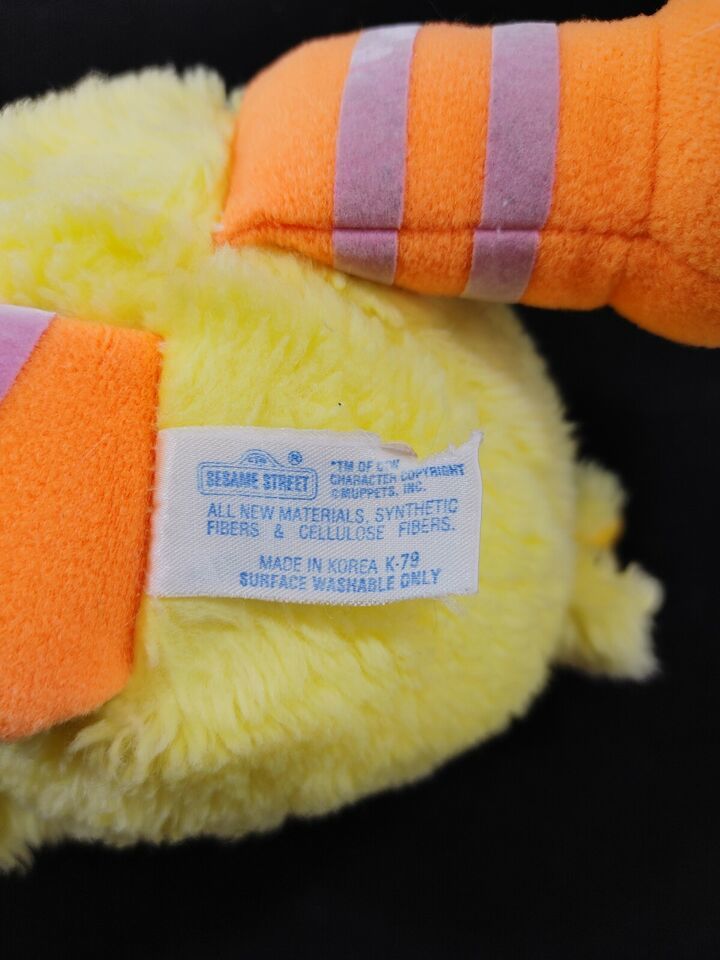 SESAME STREET ®
*TM OF
CHARACTER COPYRIGHT
©MUPPETS, INC.
ALL NEW MATERIALS, SYNTHETIC
FIBERS & CELLULOSE FIBERS.
MADE IN KOREA K-79
SURFACE WASHABLE ONLY